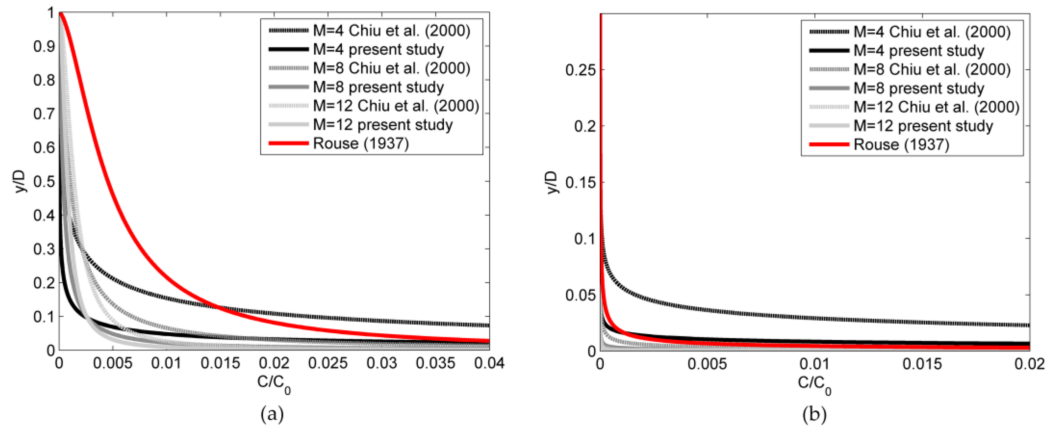 1
0.9
0.8
0.7
0.6
0.5
0.4
0.3
0.2
0.1
0
y/D
0
0.005
0.01
0.015
0.02
0.025
0.03
0.035
0.04
C/C0
M=4 Chiu et al. (2000)
M=4 present study
M=8 Chiu et al. (2000)
M=8 present study
M=12 Chiu et al. (2000)
M=12 present study
Rouse (1937)
(a)
0.25
0.2
0.15
0.1
0.05
0
y/D
0
0.005
0.01
0.015
0.02
C/C0
M=4 Chiu et al. (2000)
M=4 present study
M=8 Chiu et al. (2000)
M=8 present study
M=12 Chiu et al. (2000)
M=12 present study
Rouse (1937)
(b)